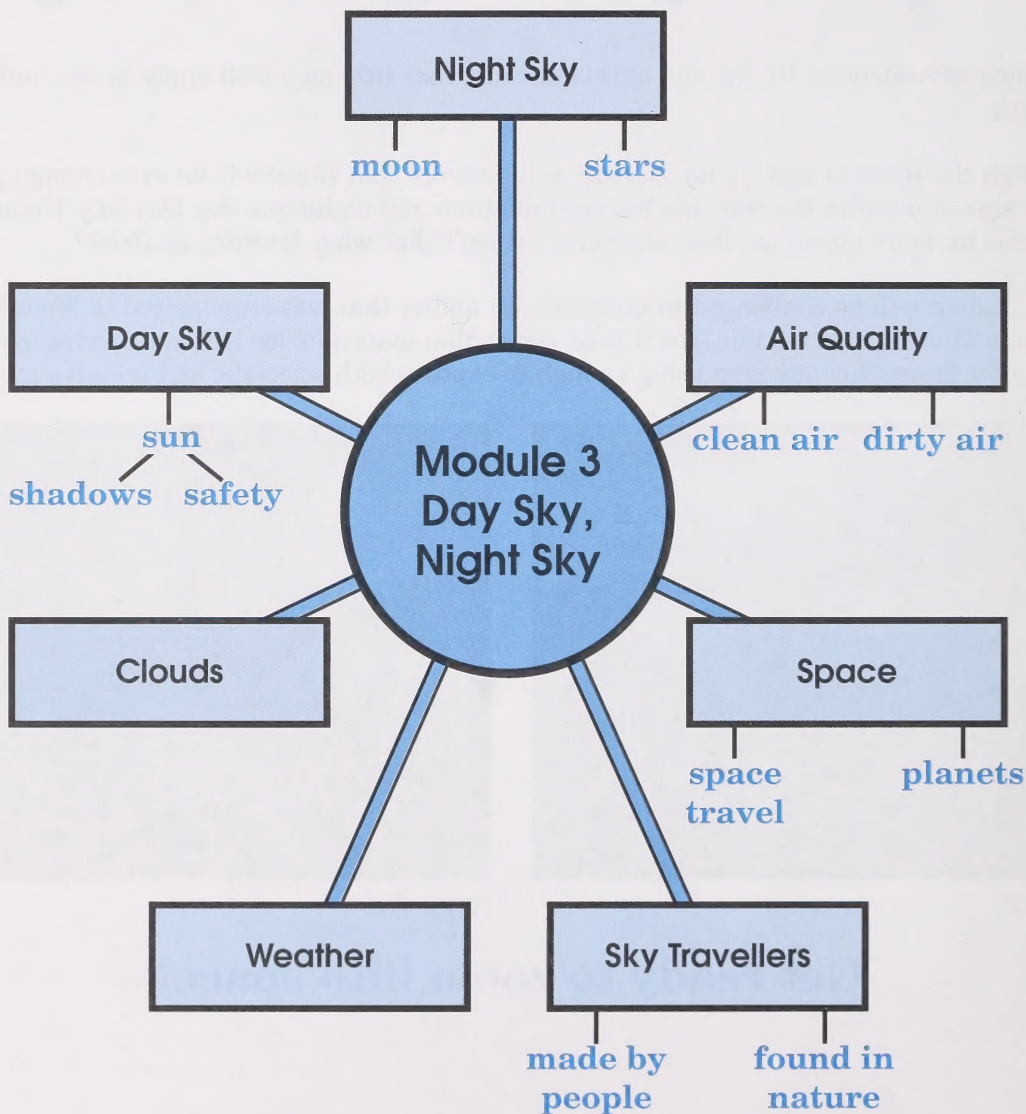 Night Sky
moon
stars
Day Sky
sun
shadows safety
Air Quality
clean air dirty air
Module 3
Day Sky,
Night Sky
Clouds
Space
space
travel
planets
Weather
Sky Travellers
made by
people
found in
nature